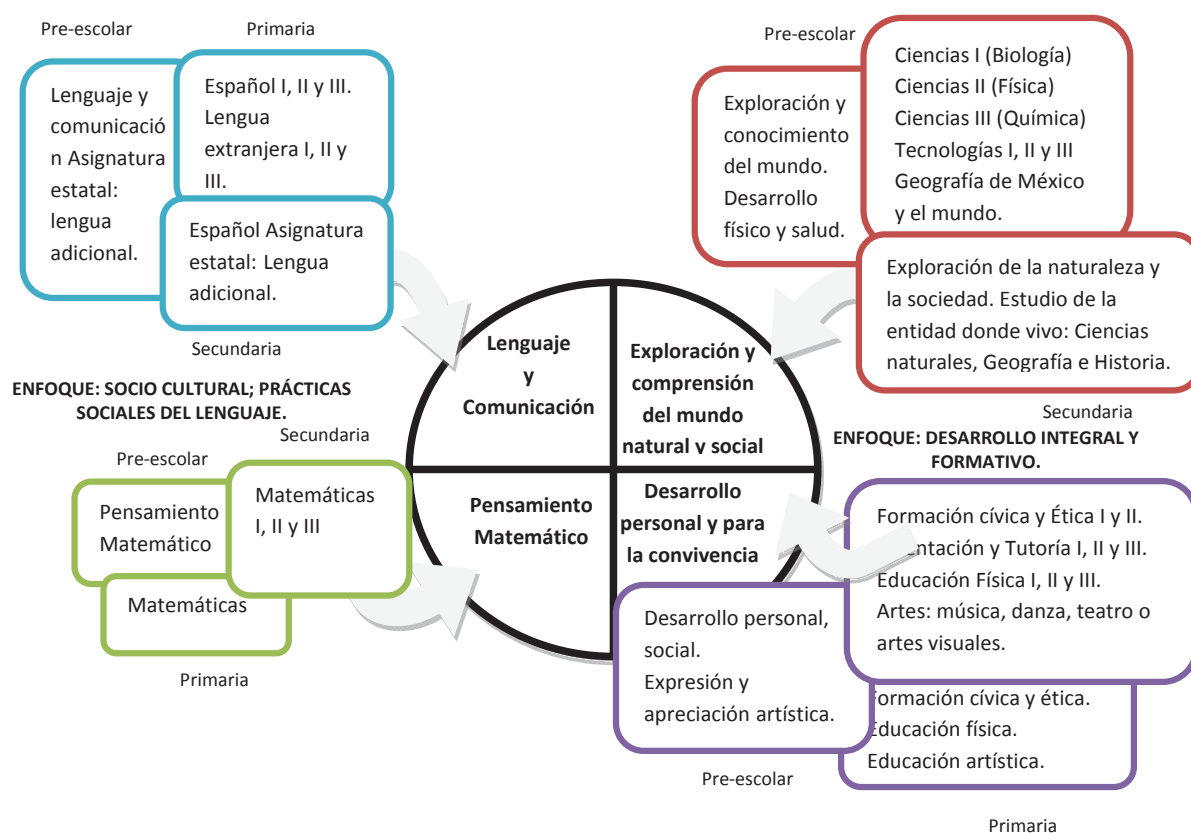 Pre-escolar
Primaria
Lenguaje y
comunicació
n Asignatura
estatal:
lengua
adicional.
Español I, II y III.
Lengua
extranjera I, II y
III.
Español Asignatura
estatal: Lengua
adicional.
Secundaria
ENFOQUE: SOCIO CULTURAL; PRÁCTICAS
SOCIALES DEL LENGUAJE.
Pre-escolar
Exploración y
conocimiento
del mundo.
Desarrollo
físico y salud.
Ciencias I (Biología)
Ciencias II (Física)
Ciencias III (Química)
Tecnologías I, II y III
Geografía de México
y el mundo.
Exploración de la naturaleza y
la sociedad. Estudio de la
entidad donde vivo: Ciencias
naturales, Geografía e Historia.
Secundaria
ENFOQUE: DESARROLLO INTEGRAL Y
FORMATIVO.
Lenguaje
y
Comunicación
Exploración y
comprensión
del mundo
natural y social
Pensamiento
Matemático
Desarrollo
personal y para
la convivencia
Pre-escolar
Secundaria
Pensamiento
Matemático
Matemáticas
I, II y III
Matemáticas
Primaria
Formación cívica y Ética I y II.
y Tutoría I, II y III.
Educación Física I, II y III.
Artes: música, danza, teatro o
artes visuales.
Desarrollo personal,
social.
Expresión y
apreciación artística.
Formación cívica y ética.
Educación física.
Educación artística.
Pre-escolar
Primaria